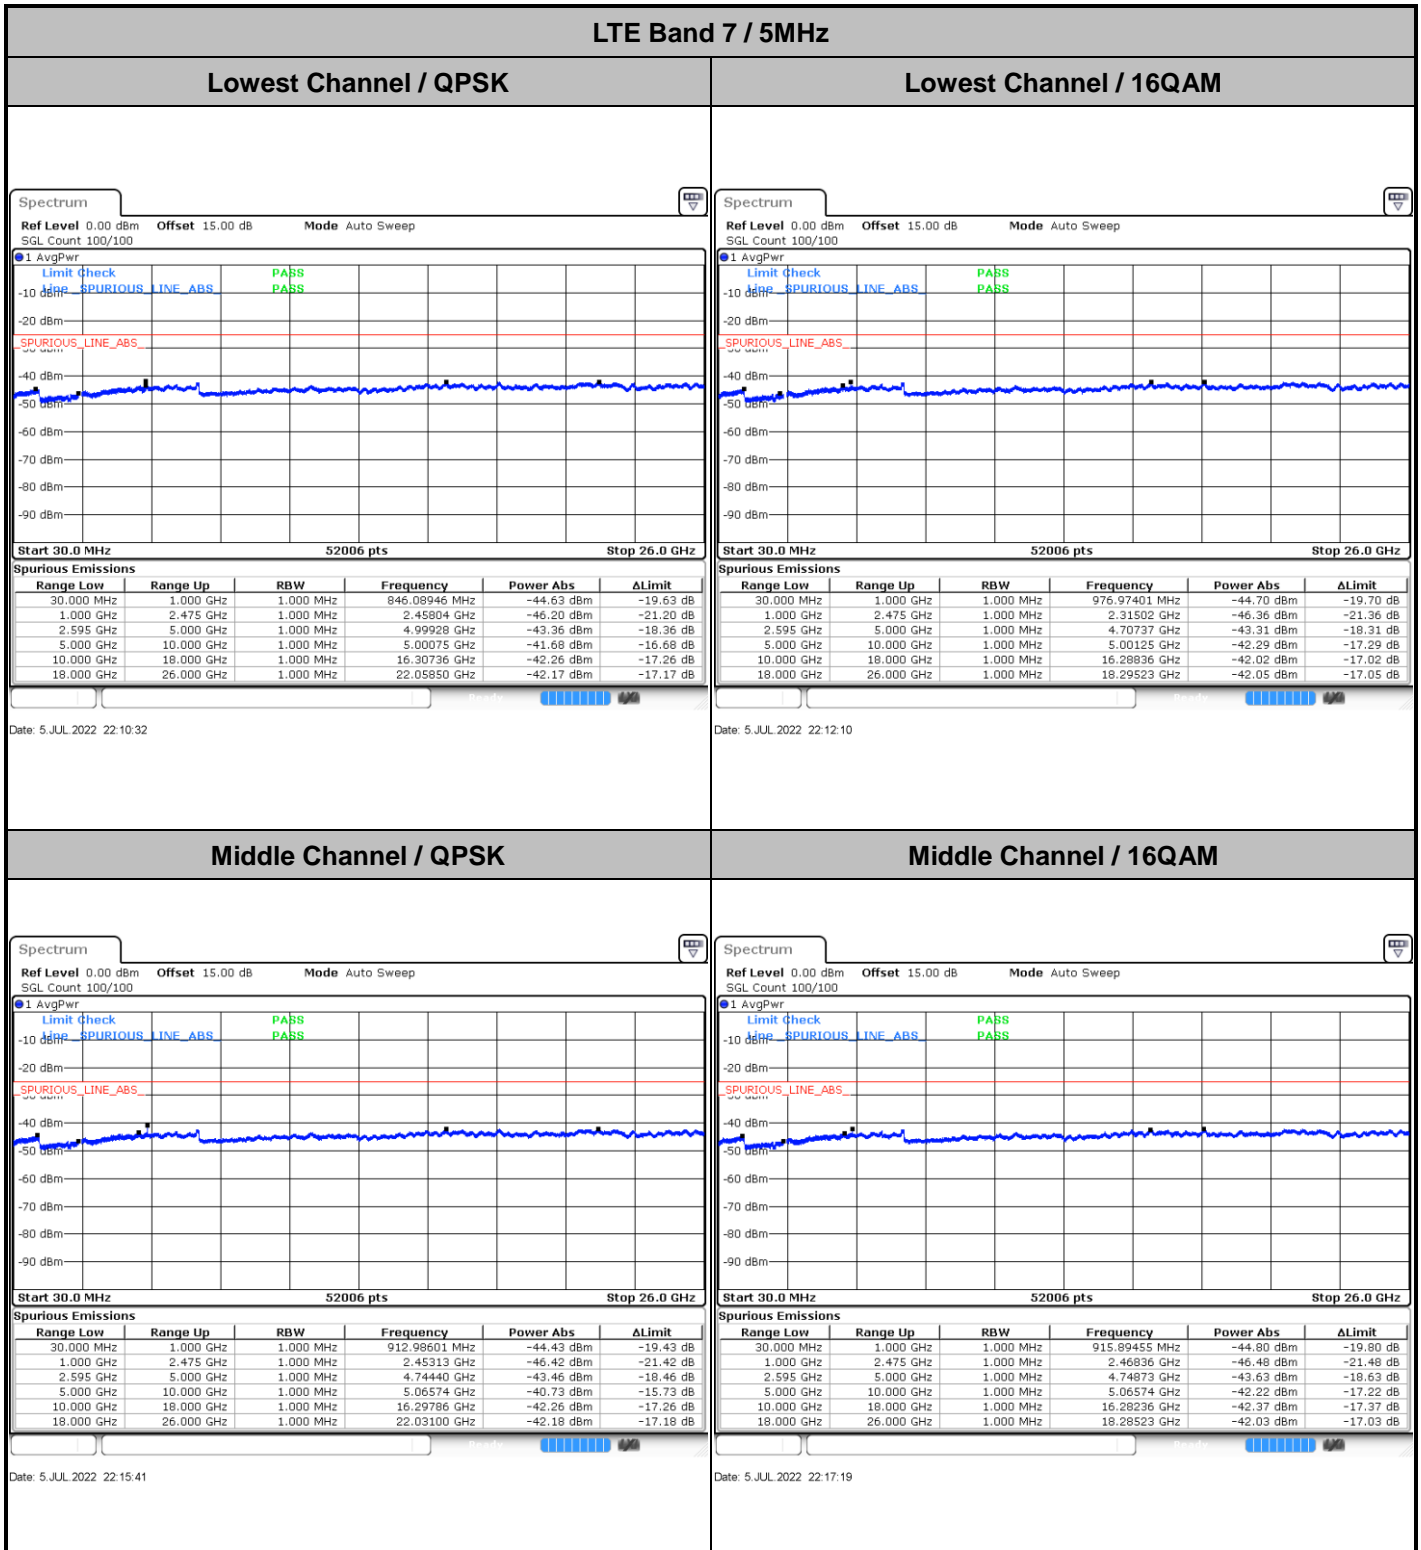 LTE Band 7 / 5MHz
Lowest Channel / QPSK
Lowest Channel / 16QAM
Spectrum
Ref Level 0.00 dBm Offset 15.00 dB Mode Auto Sweep
SGL Count 100/100
1 AvgPwr
Limit Check PASS
Line _SPURIOUS_LINE_ABS_ PASS
-10 dBm
-20 dBm
_SPURIOUS_LINE_ABS_
-30 dBm
-40 dBm
-50 dBm
-60 dBm
-70 dBm
-80 dBm
-90 dBm
Start 30.0 MHz 52006 pts Stop 26.0 GHz
Spurious Emissions
Range Low Range Up RBW Frequency Power Abs ΔLimit
30.000 MHz 1.000 GHz 1.000 MHz 846.08946 MHz -44.63 dBm -19.63 dB
1.000 GHz 2.475 GHz 1.000 MHz 2.45804 GHz -46.20 dBm -21.20 dB
2.595 GHz 5.000 GHz 1.000 MHz 4.99928 GHz -43.36 dBm -18.36 dB
5.000 GHz 10.000 GHz 1.000 MHz 5.00075 GHz -41.68 dBm -16.68 dB
10.000 GHz 18.000 GHz 1.000 MHz 16.30736 GHz -42.26 dBm -17.26 dB
18.000 GHz 26.000 GHz 1.000 MHz 22.05850 GHz -42.17 dBm -17.17 dB
Ready
Date: 5.JUL.2022 22:10:32
Spectrum
Ref Level 0.00 dBm Offset 15.00 dB Mode Auto Sweep
SGL Count 100/100
1 AvgPwr
Limit Check PASS
Line _SPURIOUS_LINE_ABS_ PASS
-10 dBm
-20 dBm
_SPURIOUS_LINE_ABS_
-30 dBm
-40 dBm
-50 dBm
-60 dBm
-70 dBm
-80 dBm
-90 dBm
Start 30.0 MHz 52006 pts Stop 26.0 GHz
Spurious Emissions
Range Low Range Up RBW Frequency Power Abs ΔLimit
30.000 MHz 1.000 GHz 1.000 MHz 976.97401 MHz -44.70 dBm -19.70 dB
1.000 GHz 2.475 GHz 1.000 MHz 2.31502 GHz -46.36 dBm -21.36 dB
2.595 GHz 5.000 GHz 1.000 MHz 4.70737 GHz -43.31 dBm -18.31 dB
5.000 GHz 10.000 GHz 1.000 MHz 5.00125 GHz -42.29 dBm -17.29 dB
10.000 GHz 18.000 GHz 1.000 MHz 16.28836 GHz -42.02 dBm -17.02 dB
18.000 GHz 26.000 GHz 1.000 MHz 18.29523 GHz -42.05 dBm -17.05 dB
Ready
Date: 5.JUL.2022 22:12:10
Middle Channel / QPSK
Middle Channel / 16QAM
Spectrum
Ref Level 0.00 dBm Offset 15.00 dB Mode Auto Sweep
SGL Count 100/100
1 AvgPwr
Limit Check PASS
Line _SPURIOUS_LINE_ABS_ PASS
-10 dBm
-20 dBm
_SPURIOUS_LINE_ABS_
-30 dBm
-40 dBm
-50 dBm
-60 dBm
-70 dBm
-80 dBm
-90 dBm
Start 30.0 MHz 52006 pts Stop 26.0 GHz
Spurious Emissions
Range Low Range Up RBW Frequency Power Abs ΔLimit
30.000 MHz 1.000 GHz 1.000 MHz 912.98601 MHz -44.43 dBm -19.43 dB
1.000 GHz 2.475 GHz 1.000 MHz 2.45313 GHz -46.42 dBm -21.42 dB
2.595 GHz 5.000 GHz 1.000 MHz 4.74440 GHz -43.46 dBm -18.46 dB
5.000 GHz 10.000 GHz 1.000 MHz 5.06574 GHz -40.73 dBm -15.73 dB
10.000 GHz 18.000 GHz 1.000 MHz 16.29786 GHz -42.26 dBm -17.26 dB
18.000 GHz 26.000 GHz 1.000 MHz 22.03100 GHz -42.18 dBm -17.18 dB
Ready
Date: 5.JUL.2022 22:15:41
Spectrum
Ref Level 0.00 dBm Offset 15.00 dB Mode Auto Sweep
SGL Count 100/100
1 AvgPwr
Limit Check PASS
Line _SPURIOUS_LINE_ABS_ PASS
-10 dBm
-20 dBm
_SPURIOUS_LINE_ABS_
-30 dBm
-40 dBm
-50 dBm
-60 dBm
-70 dBm
-80 dBm
-90 dBm
Start 30.0 MHz 52006 pts Stop 26.0 GHz
Spurious Emissions
Range Low Range Up RBW Frequency Power Abs ΔLimit
30.000 MHz 1.000 GHz 1.000 MHz 915.89455 MHz -44.80 dBm -19.80 dB
1.000 GHz 2.475 GHz 1.000 MHz 2.46836 GHz -46.48 dBm -21.48 dB
2.595 GHz 5.000 GHz 1.000 MHz 4.74873 GHz -43.63 dBm -18.63 dB
5.000 GHz 10.000 GHz 1.000 MHz 5.06574 GHz -42.22 dBm -17.22 dB
10.000 GHz 18.000 GHz 1.000 MHz 16.28236 GHz -42.37 dBm -17.37 dB
18.000 GHz 26.000 GHz 1.000 MHz 18.28523 GHz -42.03 dBm -17.03 dB
Ready
Date: 5.JUL.2022 22:17:19